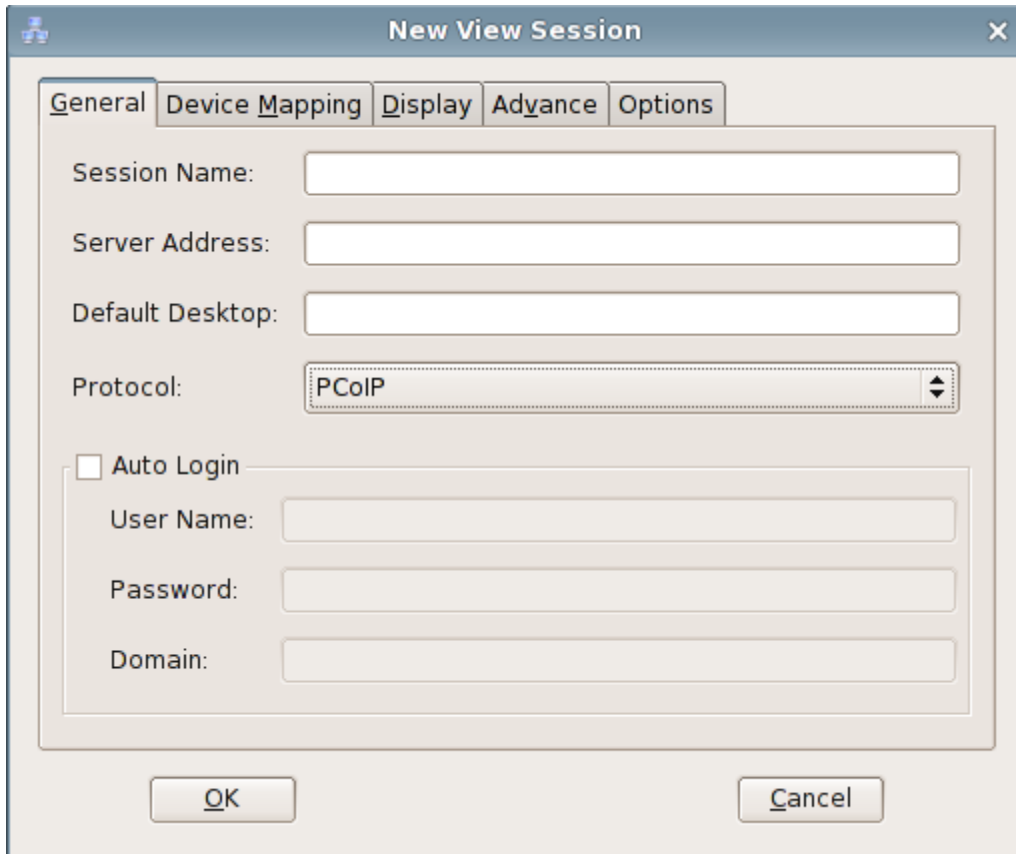 New View Session
General Device Mapping Display Advance Options
Session Name:
Server Address:
Default Desktop:
Protocol: PCoIP
Auto Login
User Name:
Password:
Domain:
OK Cancel